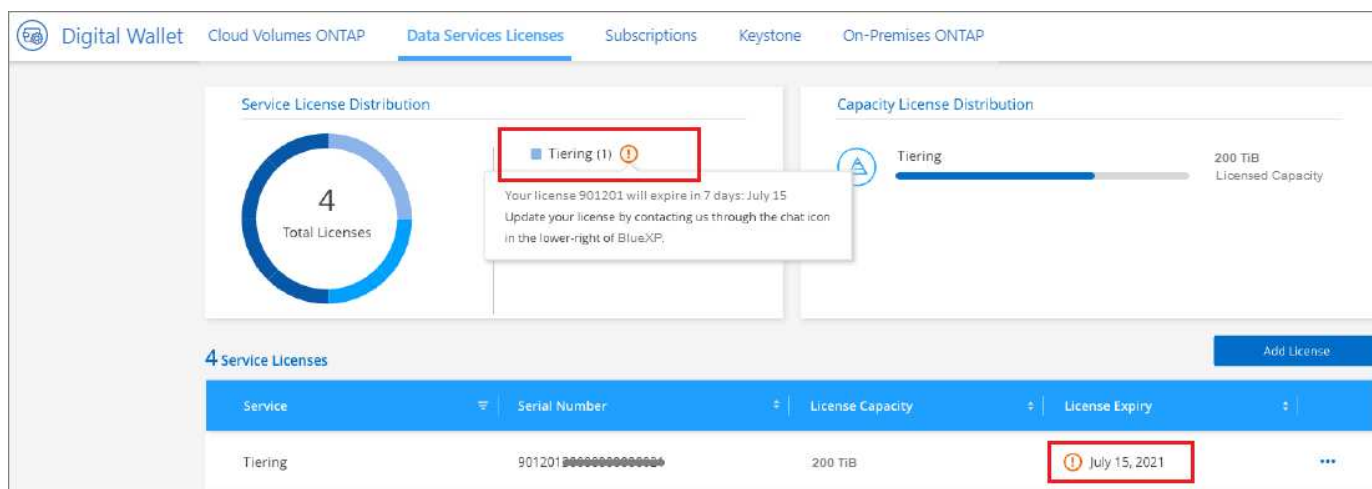 Digital Wallet
Cloud Volumes ONTAP
Data Services Licenses
Subscriptions
Keystone
On-Premises ONTAP
Service License Distribution
4
Total Licenses
Tiering (1)
Your license 901201 will expire in 7 days: July 15
Update your license by contacting us through the chat icon
in the lower-right of BlueXP.
Capacity License Distribution
Tiering
200 TiB
Licensed Capacity
4 Service Licenses
Add License
Service
Serial Number
License Capacity
License Expiry
Tiering
901201
200 TiB
July 15, 2021